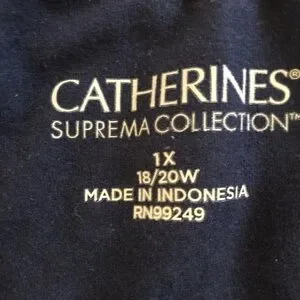 CATHERINES®
SUPREMA COLLECTION™
1X
18/20W
MADE IN INDONESIA
RN99249